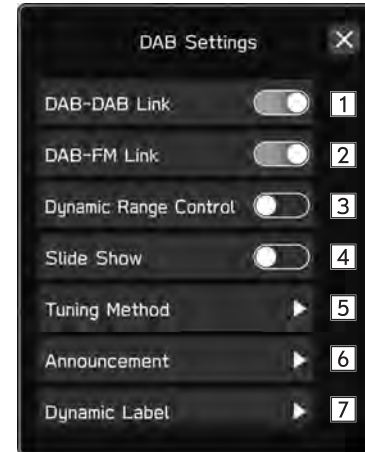 DAB Settings
DAB-DAB Link 1
DAB-FM Link 2
Dynamic Range Control 3
Slide Show 4
Tuning Method 5
Announcement 6
Dynamic Label 7